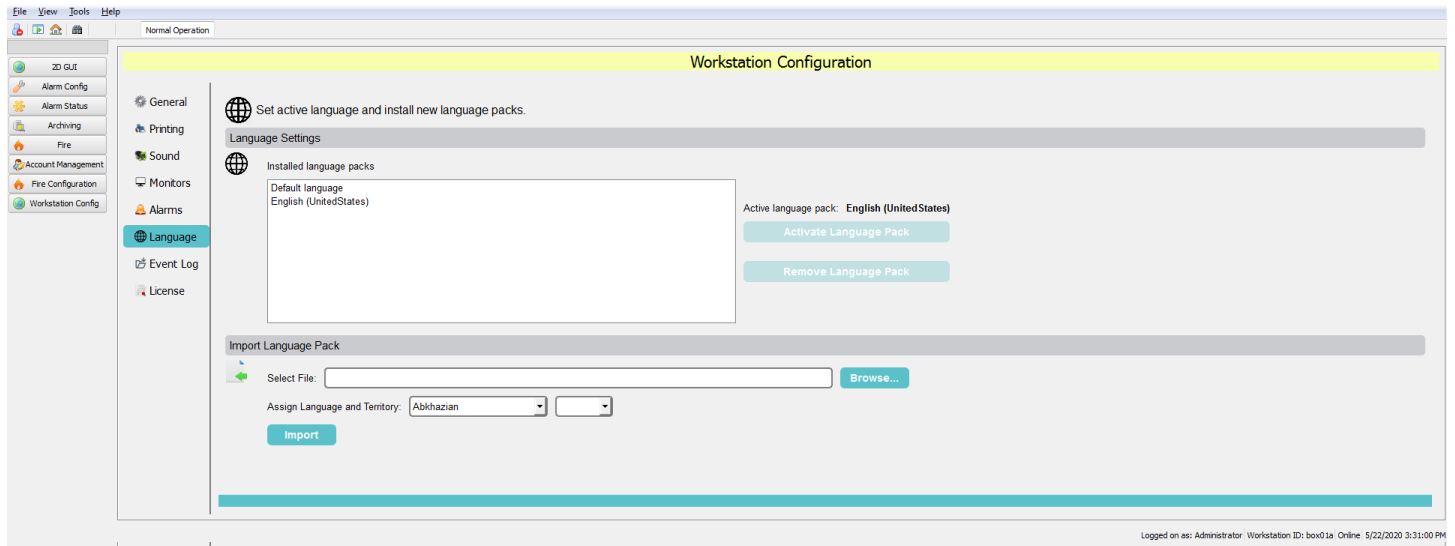 File View Tools Help
Normal Operation
2D GUI
Alarm Config
Alarm Status
Archiving
Fire
Account Management
Fire Configuration
Workstation Config
Workstation Configuration
General
Printing
Sound
Monitors
Alarms
Language
Event Log
License
Set active language and install new language packs.
Language Settings
Installed language packs
Default language
English (UnitedStates)
Active language pack: English (UnitedStates)
Activate Language Pack
Remove Language Pack
Import Language Pack
Select File: Browse...
Assign Language and Territory: Abkhazian
Import
Logged on as: Administrator Workstation ID: box01a Online 5/22/2020 3:31:00 PM